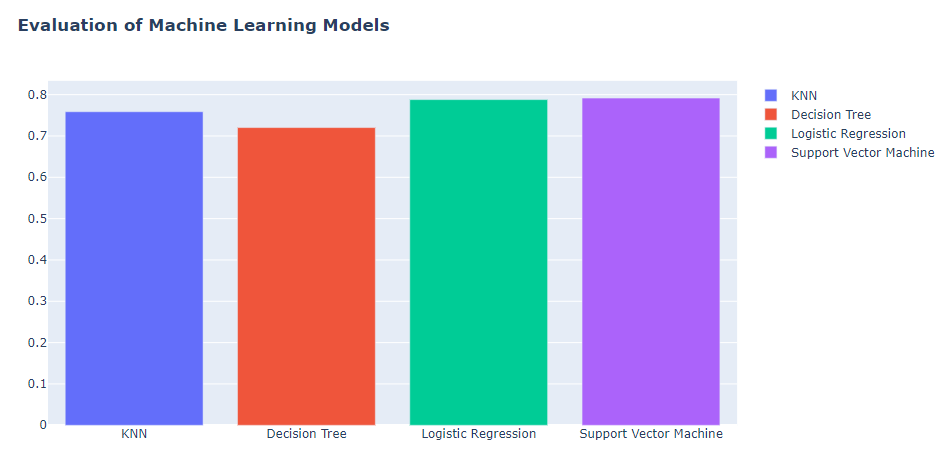 Evaluation of Machine Learning Models
0.8
0.7
0.6
0.5
0.4
0.3
0.2
0.1
0
KNN
Decision Tree
Logistic Regression
Support Vector Machine
KNN
Decision Tree
Logistic Regression
Support Vector Machine